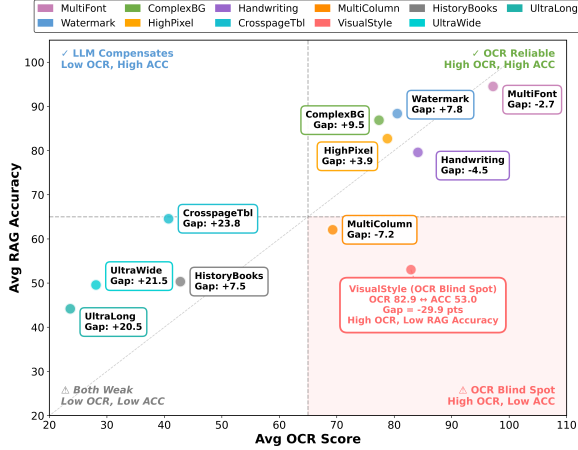 MultiFont ComplexBG Handwriting MultiColumn HistoryBooks UltraLong
Watermark HighPixel CrosspageTbl VisualStyle UltraWide
✓ LLM Compensates
Low OCR, High ACC
✓ OCR Reliable
High OCR, High ACC
MultiFont
Gap: -2.7
Watermark
Gap: +7.8
ComplexBG
Gap: +9.5
HighPixel
Gap: +3.9
Handwriting
Gap: -4.5
CrosspageTbl
Gap: +23.8
MultiColumn
Gap: -7.2
UltraWide
Gap: +21.5
HistoryBooks
Gap: +7.5
UltraLong
Gap: +20.5
VisualStyle (OCR Blind Spot)
OCR 82.9 ↔ ACC 53.0
Gap = -29.9 pts
High OCR, Low RAG Accuracy
⚠ Both Weak
Low OCR, Low ACC
⚠ OCR Blind Spot
High OCR, Low ACC
100
90
80
70
60
50
40
30
20
Avg RAG Accuracy
20 30 40 50 60 70 80 90 100 110
Avg OCR Score